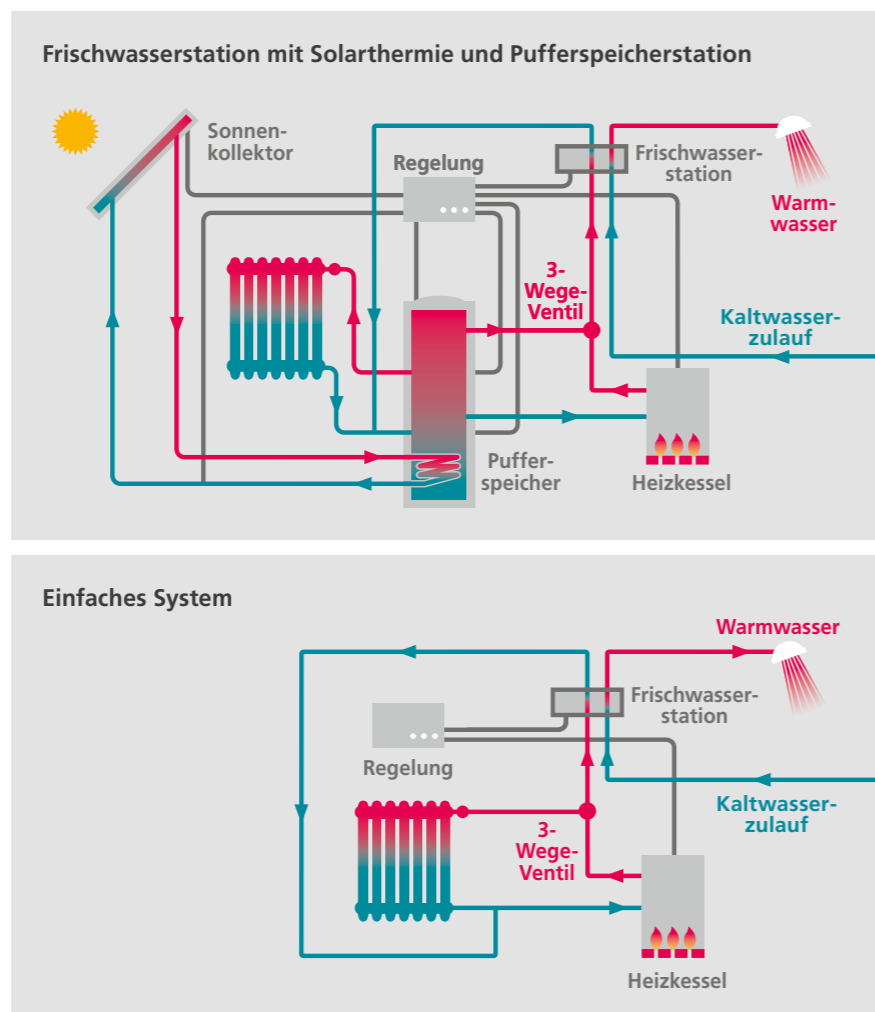 Frischwasserstation mit Solarthermie und Pufferspeicherstation
Sonnen-
kollektor
Regelung
Frischwasser-
station
Warm-
wasser
3-
Wege-
Ventil
Kaltwasser-
zulauf
Puffer-
speicher
Heizkessel
Einfaches System
Warmwasser
Frischwasser-
station
Regelung
Kaltwasser-
zulauf
3-
Wege-
Ventil
Heizkessel